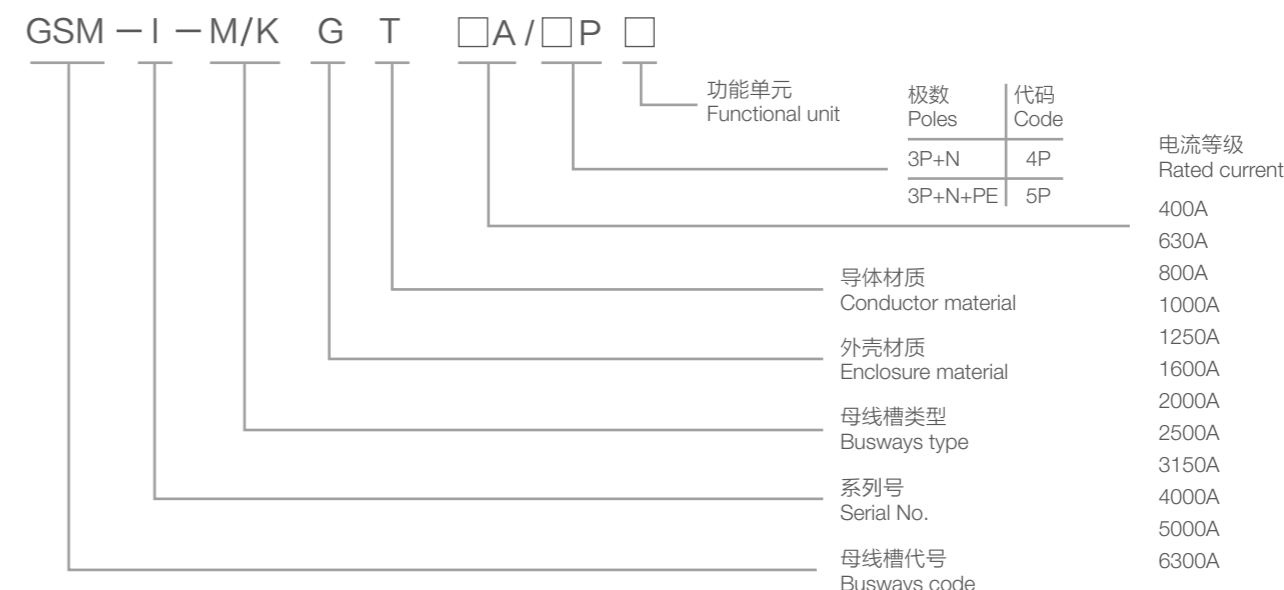 GSM－I－M/K G T □A/□P □
功能单元
Functional unit
极数 代码
Poles Code
3P+N 4P
3P+N+PE 5P
电流等级
Rated current
400A
630A
800A
1000A
1250A
1600A
2000A
2500A
3150A
4000A
5000A
6300A
导体材质
Conductor material
外壳材质
Enclosure material
母线槽类型
Busways type
系列号
Serial No.
母线槽代号
Busways code